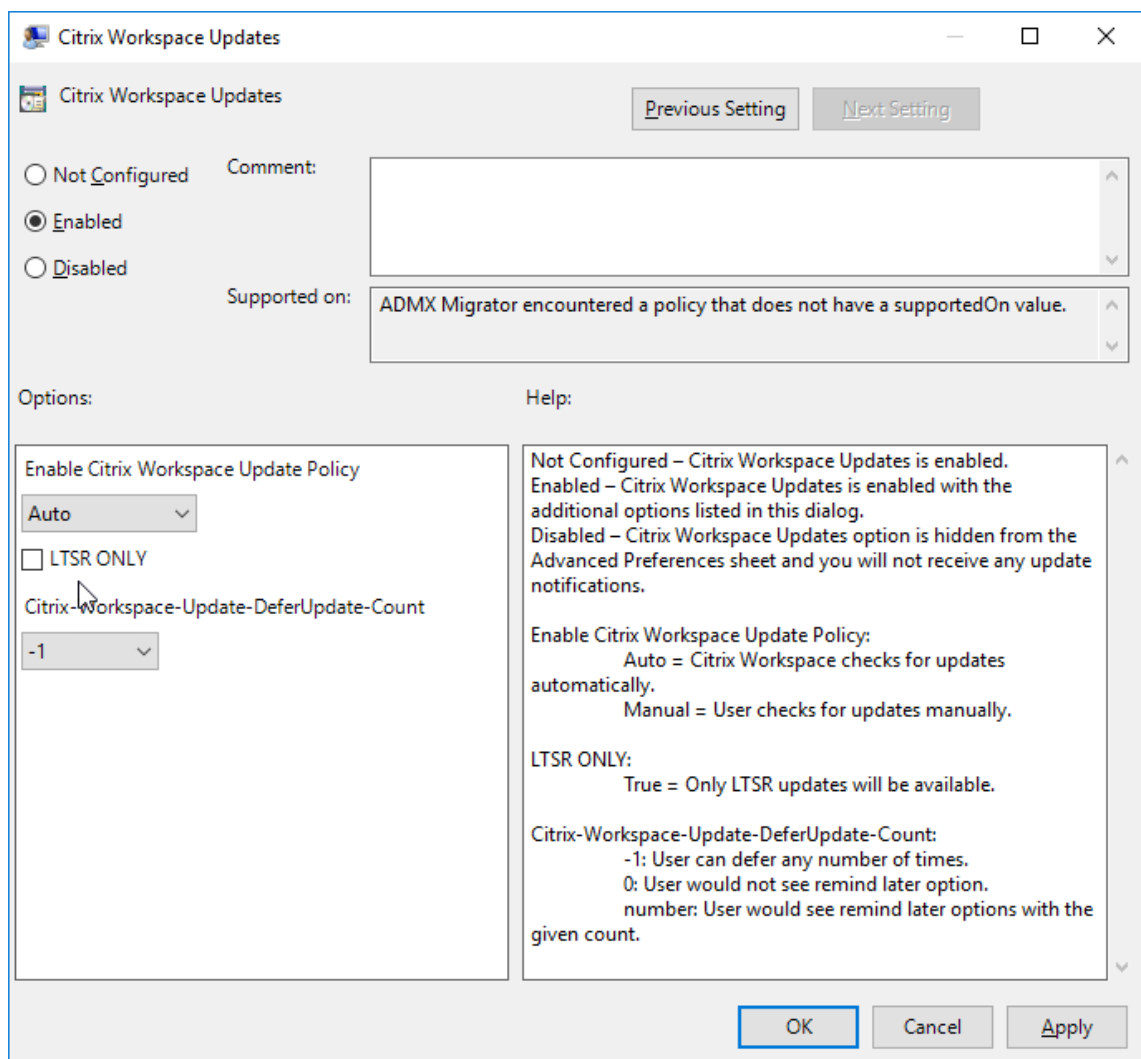 Citrix Workspace Updates
Citrix Workspace Updates
Previous Setting
Next Setting
Not Configured
Comment:
Enabled
Disabled
Supported on:
ADMX Migrator encountered a policy that does not have a supportedOn value.
Options:
Help:
Enable Citrix Workspace Update Policy
Auto
LTSR ONLY
Citrix-Workspace-Update-DeferUpdate-Count
-1
Not Configured – Citrix Workspace Updates is enabled.
Enabled – Citrix Workspace Updates is enabled with the
additional options listed in this dialog.
Disabled – Citrix Workspace Updates option is hidden from the
Advanced Preferences sheet and you will not receive any update
notifications.
Enable Citrix Workspace Update Policy:
Auto = Citrix Workspace checks for updates
automatically.
Manual = User checks for updates manually.
LTSR ONLY:
True = Only LTSR updates will be available.
Citrix-Workspace-Update-DeferUpdate-Count:
-1: User can defer any number of times.
0: User would not see remind later option.
number: User would see remind later options with the
given count.
OK
Cancel
Apply